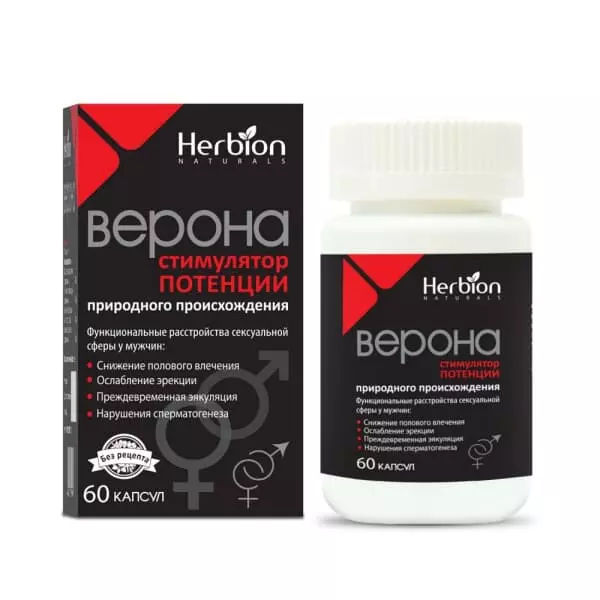 Herbion
NATURALS
верона
стимулятор
ПОТЕНЦИИ
природного происхождения
Функциональные расстройства сексуальной
сферы у мужчин:
• Снижение полового влечения
• Ослабление эрекции
• Преждевременная эякуляция
• Нарушения сперматогенеза
Без рецепта
60 КАПСУЛ
Herbion
NATURALS
верона
стимулятор
ПОТЕНЦИИ
природного происхождения
Функциональные расстройства сексуальной
сферы у мужчин:
• Снижение полового влечения
• Ослабление эрекции
• Преждевременная эякуляция
• Нарушения сперматогенеза
60 КАПСУЛ